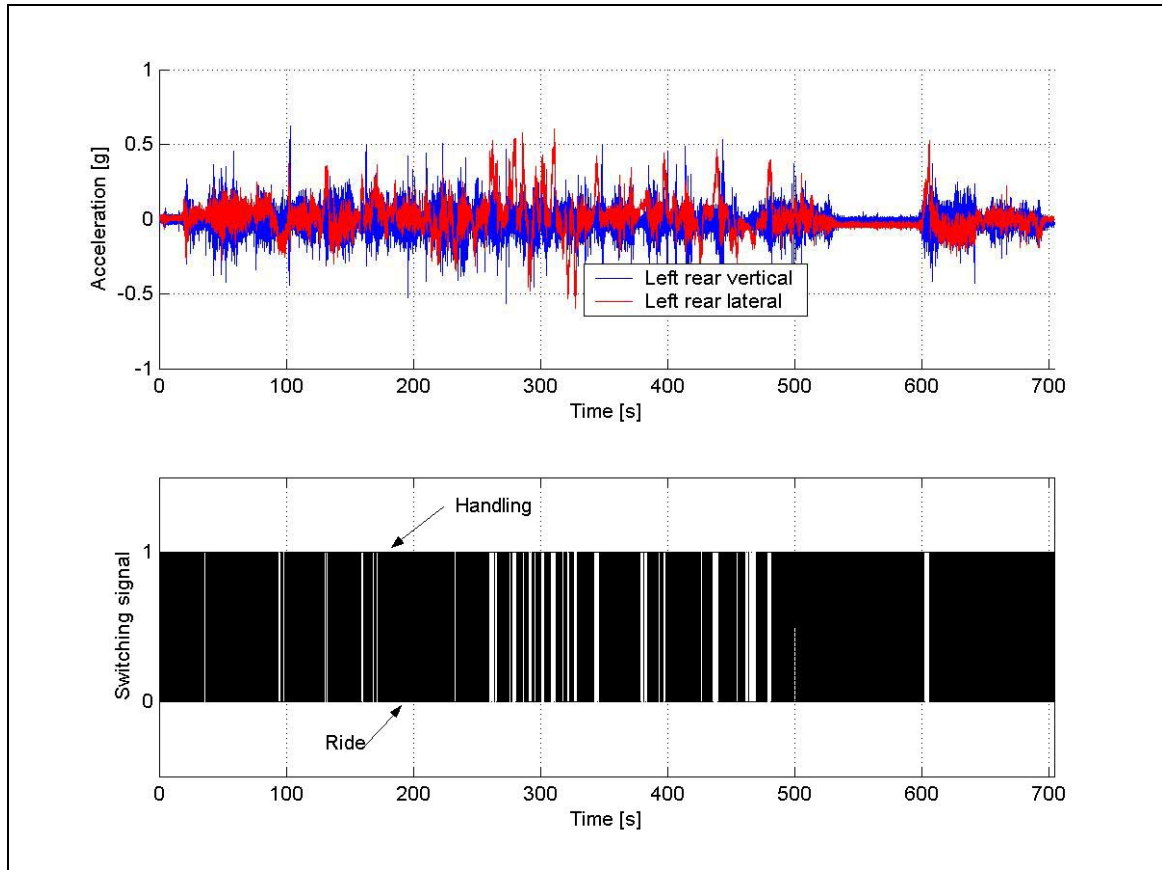 1
0.5
0
-0.5
-1
Acceleration [g]
Left rear vertical
Left rear lateral
0 100 200 300 400 500 600 700
Time [s]
Handling
1
Switching signal
0
Ride
0 100 200 300 400 500 600 700
Time [s]